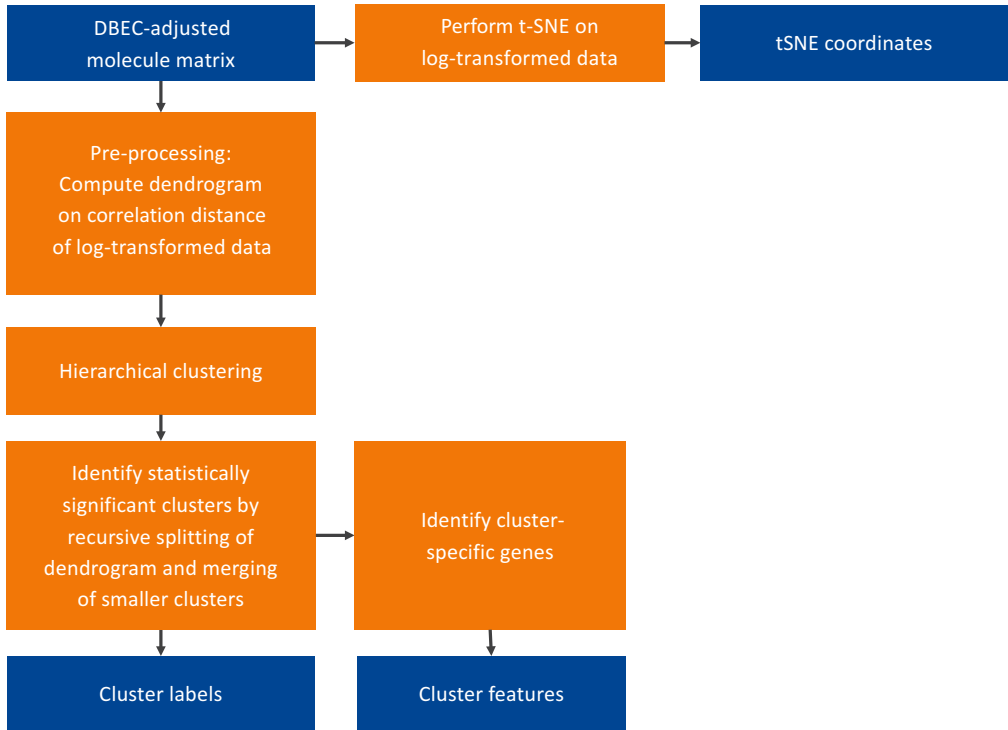 DBEC-adjusted
molecule matrix
Perform t-SNE on
log-transformed data
tSNE coordinates
Pre-processing:
Compute dendrogram
on correlation distance
of log-transformed data
Hierarchical clustering
Identify statistically
significant clusters by
recursive splitting of
dendrogram and merging
of smaller clusters
Identify cluster-
specific genes
Cluster labels
Cluster features